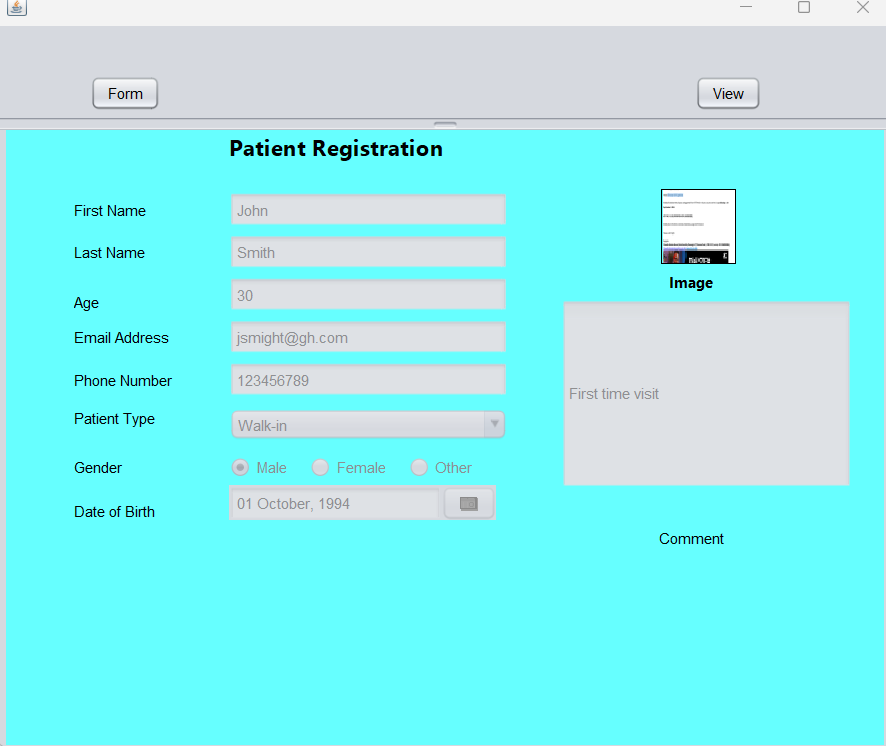 Form
View
Patient Registration
First Name
John
Last Name
Smith
Age
30
Email Address
jsmight@gh.com
Phone Number
123456789
Patient Type
Walk-in
Gender
Male
Female
Other
Date of Birth
01 October, 1994
Image
First time visit
Comment